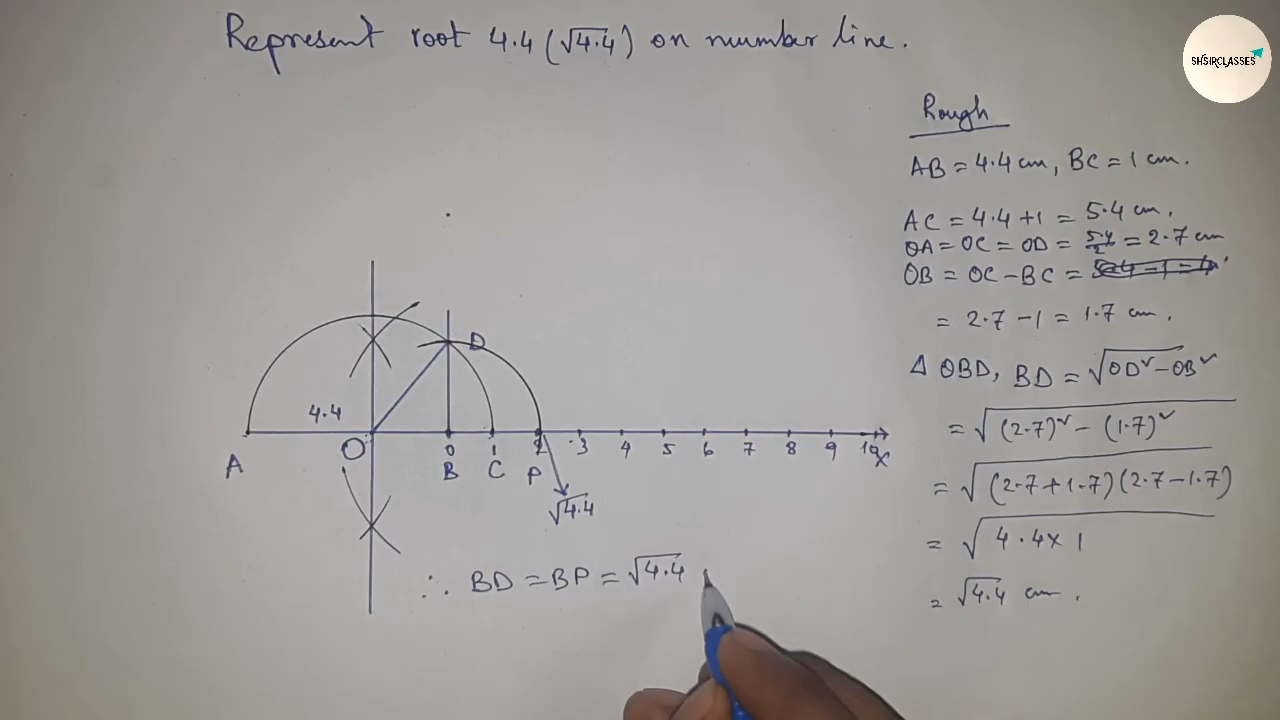 Represent root 4.4 (√4.4) on number line.
SHSIRCLASSES
Rough
AB = 4.4 cm, BC = 1 cm.
AC = 4.4 + 1 = 5.4 cm.
OA = OC = OD = 5.4/2 = 2.7 cm
OB = OC - BC =
= 2.7 - 1 = 1.7 cm.
Δ OBD, BD = √OD² - OB²
= √(2.7)² - (1.7)²
= √(2.7 + 1.7)(2.7 - 1.7)
= √4.4 × 1
= √4.4 cm.
D
4.4
O 0 1 2 3 4 5 6 7 8 9 10 X
A B C P
√4.4
∴ BD = BP = √4.4